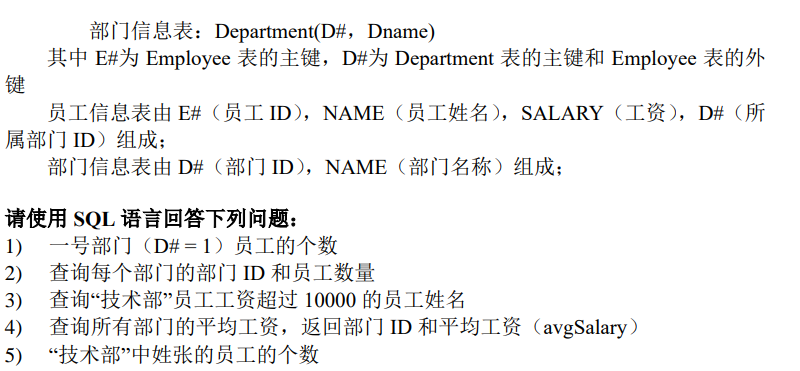 部门信息表：Department(D#，Dname)
其中 E#为 Employee 表的主键，D#为 Department 表的主键和 Employee 表的外
键
员工信息表由 E#（员工 ID），NAME（员工姓名），SALARY（工资），D#（所
属部门 ID）组成；
部门信息表由 D#（部门 ID），NAME（部门名称）组成；
请使用 SQL 语言回答下列问题：
1) 一号部门（D# = 1）员工的个数
2) 查询每个部门的部门 ID 和员工数量
3) 查询“技术部”员工工资超过 10000 的员工姓名
4) 查询所有部门的平均工资，返回部门 ID 和平均工资（avgSalary）
5) “技术部”中姓张的员工的个数